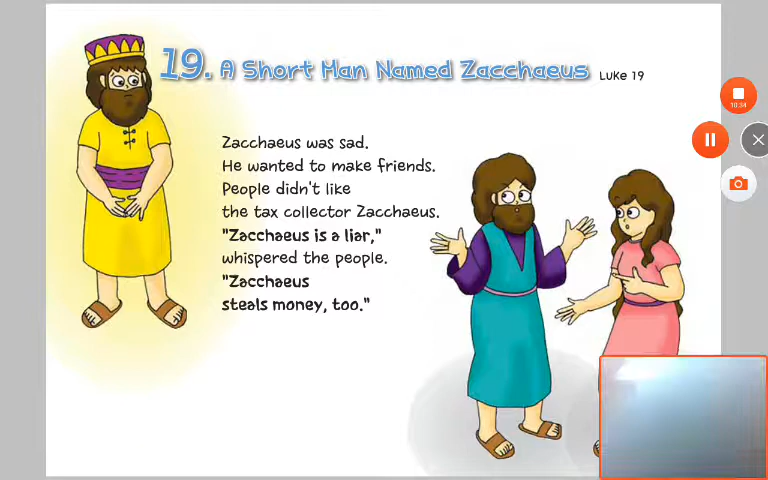 19. A Short Man Named Zacchaeus Luke 19
Zacchaeus was sad.
He wanted to make friends.
People didn't like
the tax collector Zacchaeus.
"Zacchaeus is a liar,"
whispered the people.
"Zacchaeus
steals money, too."
10:34